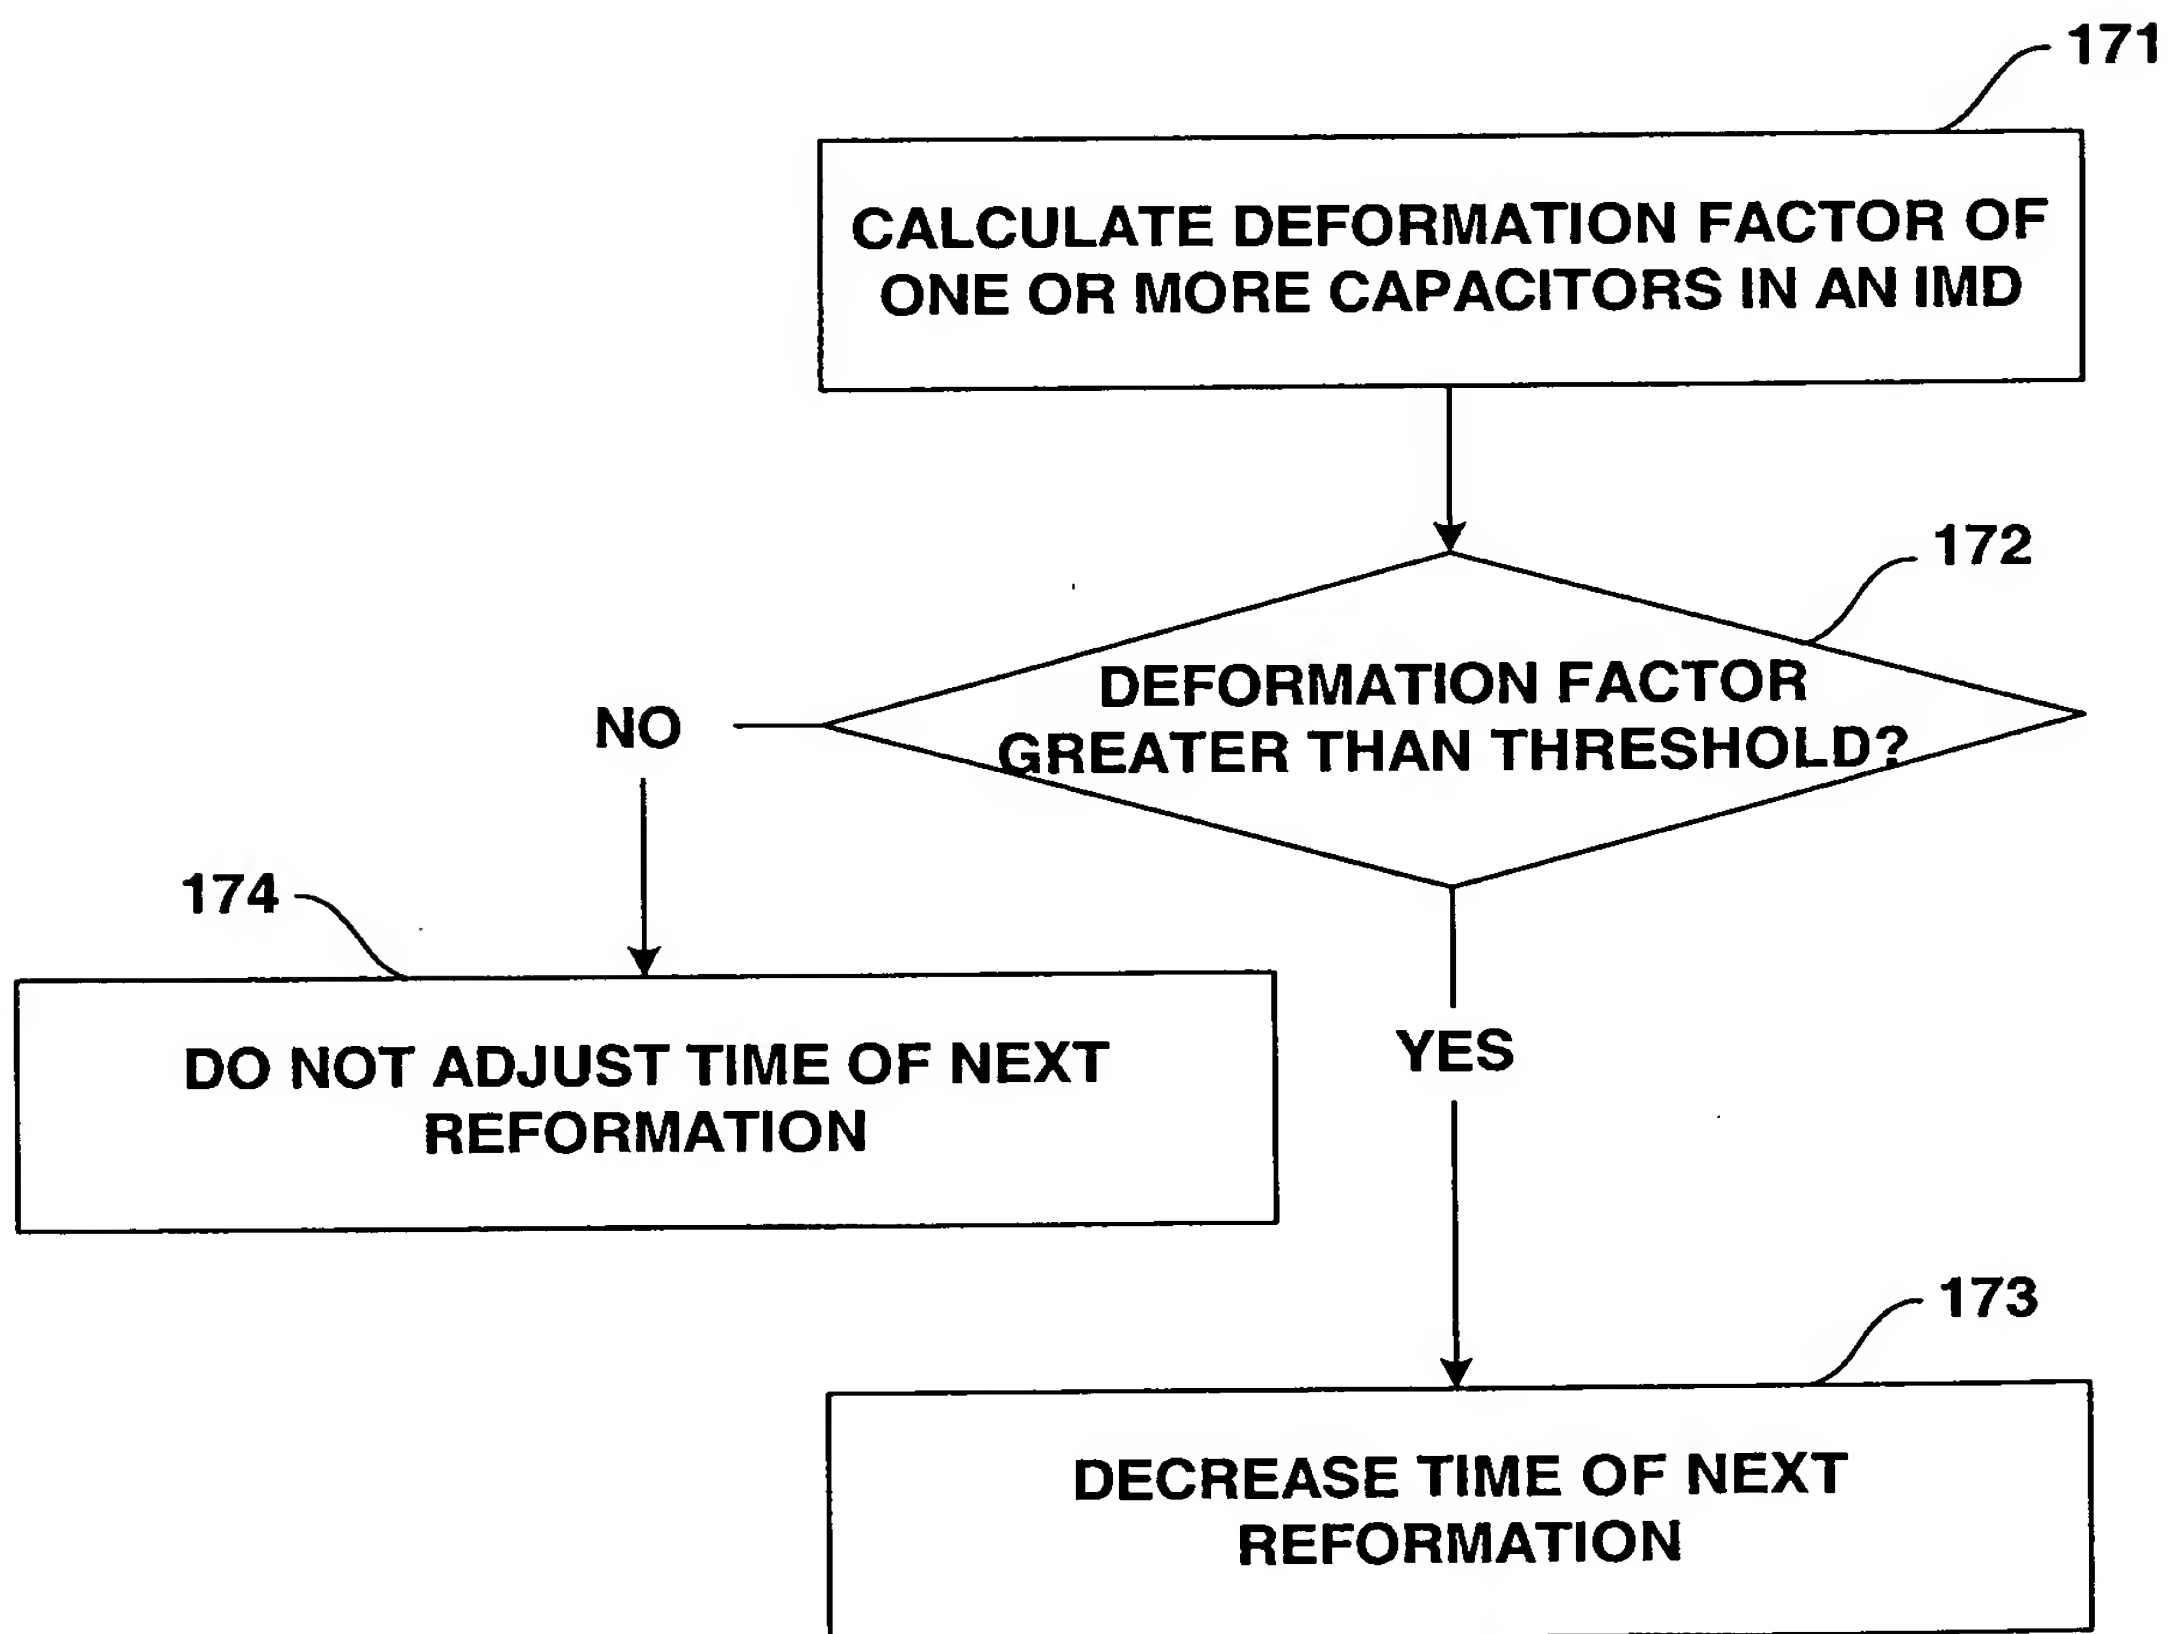 171
CALCULATE DEFORMATION FACTOR OF
ONE OR MORE CAPACITORS IN AN IMD
172
DEFORMATION FACTOR
GREATER THAN THRESHOLD?
NO
174
DO NOT ADJUST TIME OF NEXT
REFORMATION
YES
173
DECREASE TIME OF NEXT
REFORMATION